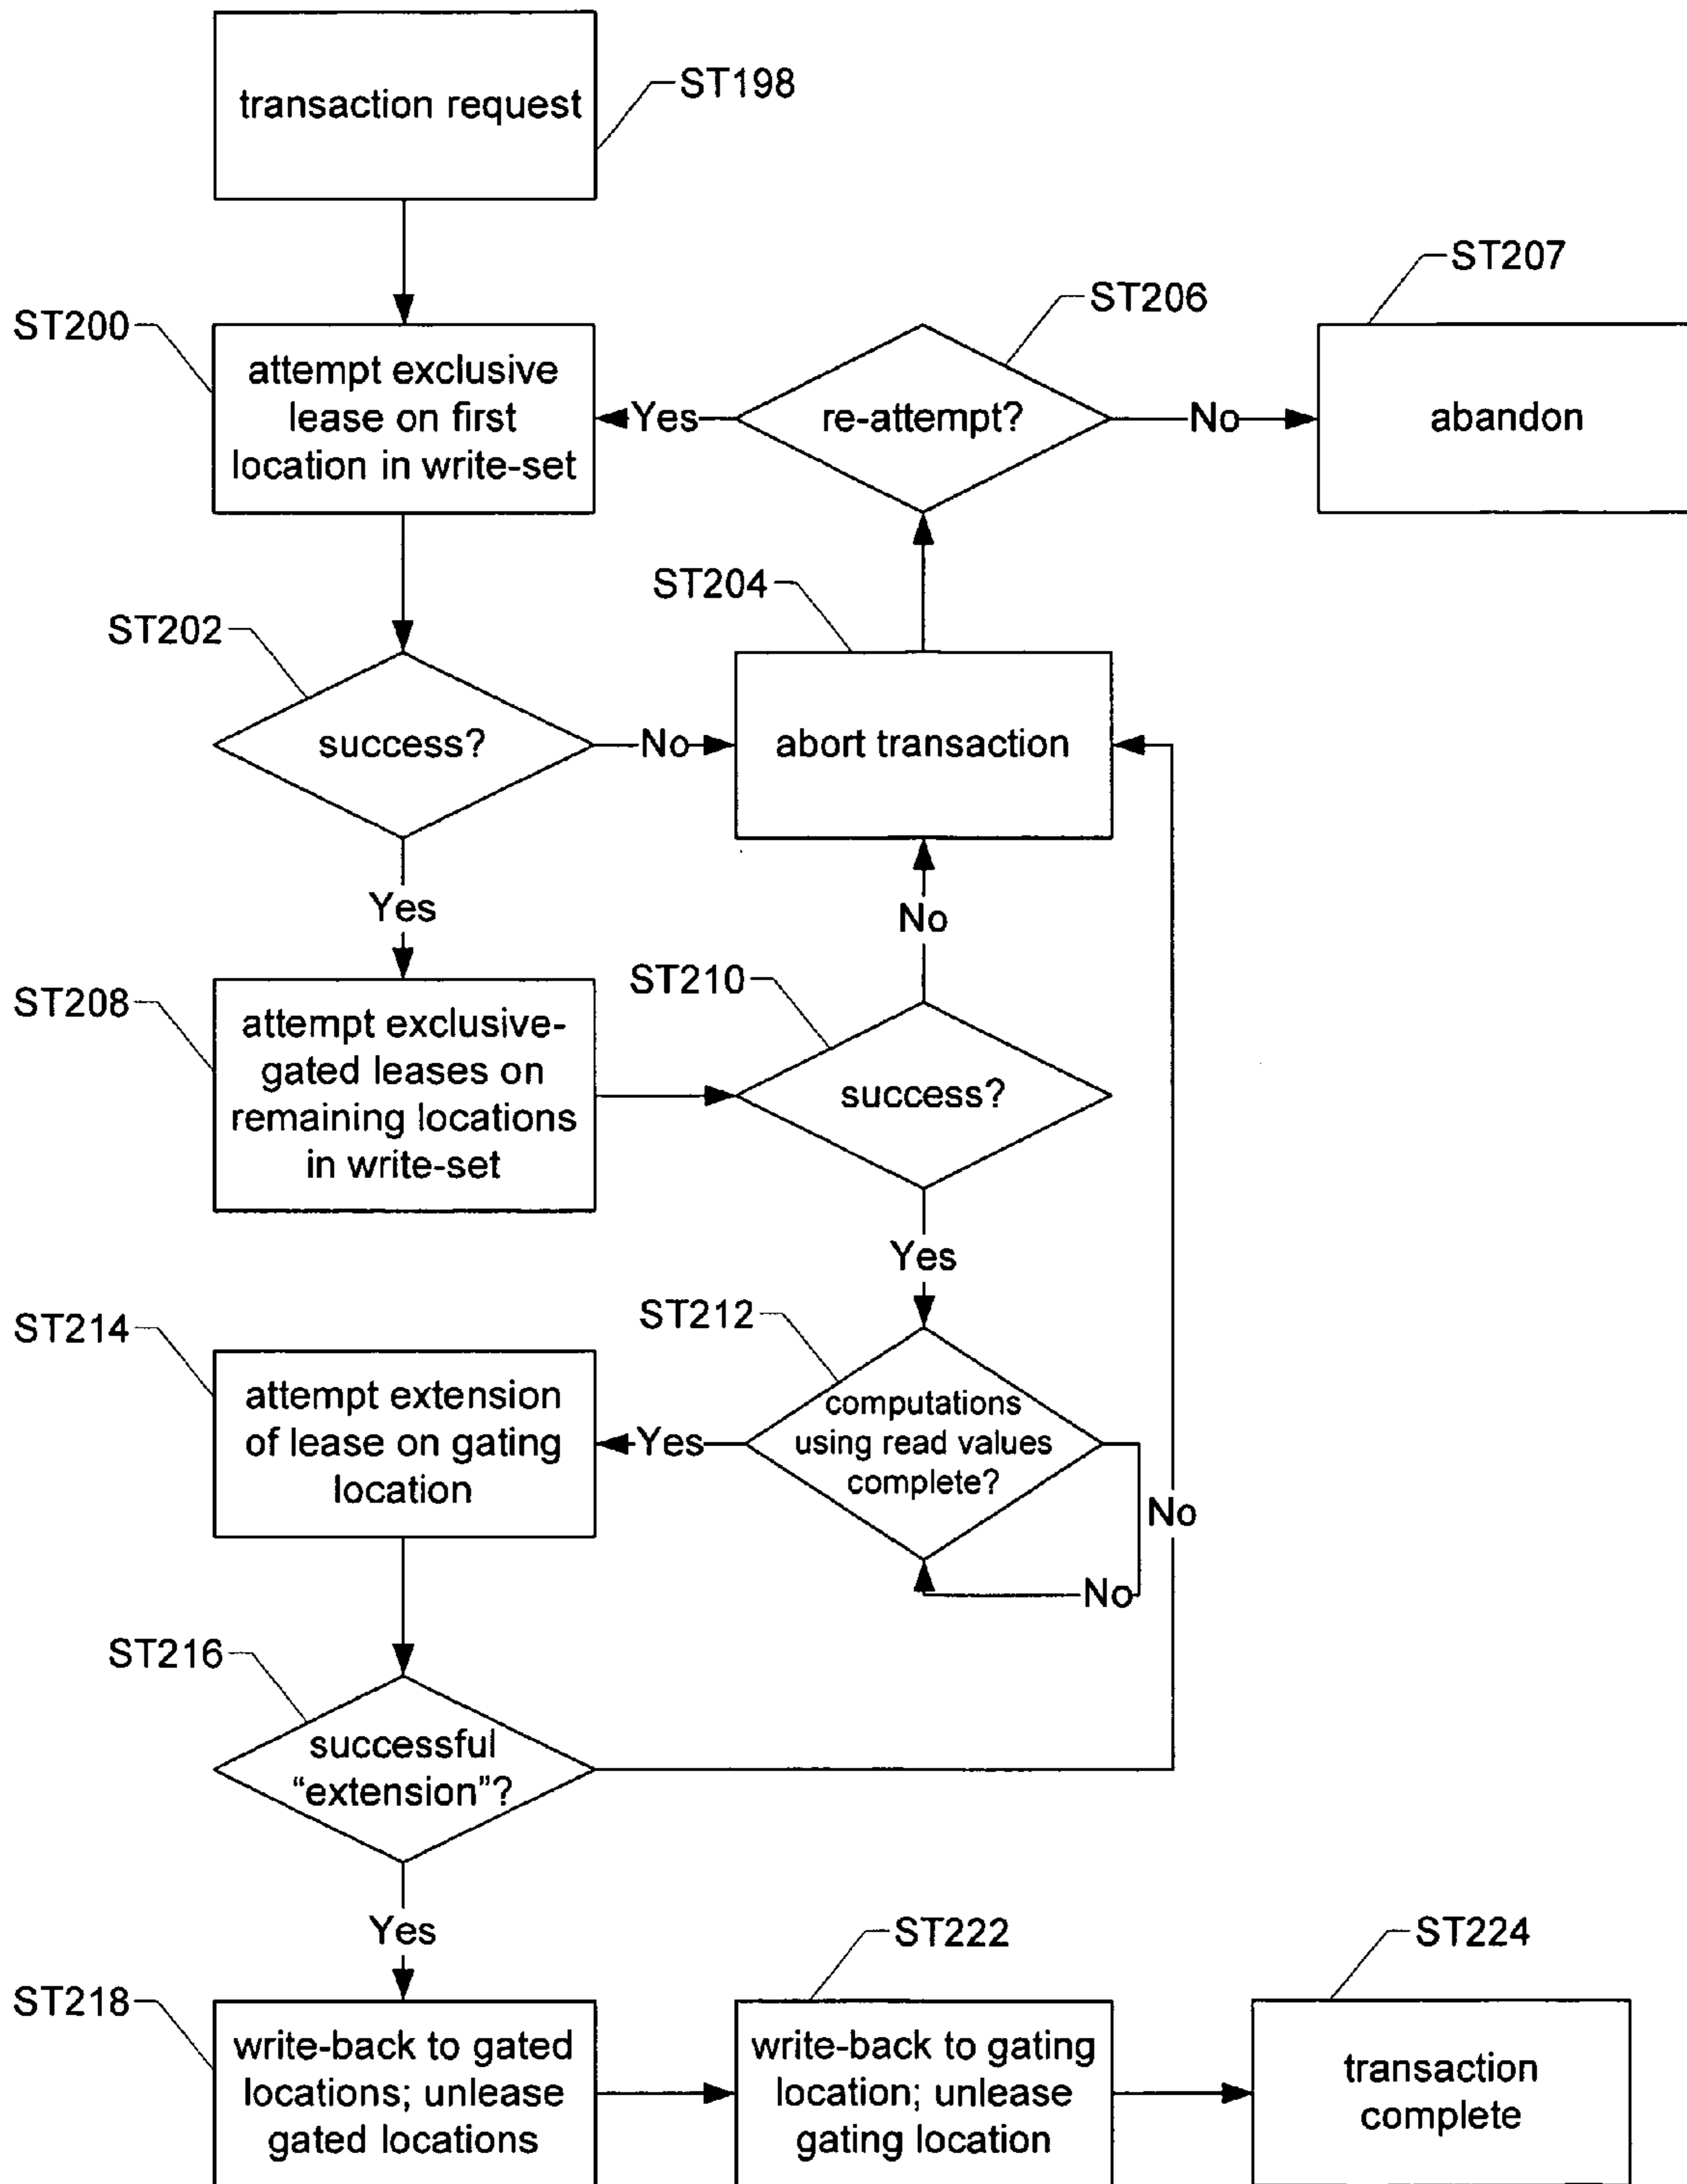 transaction request
ST198
ST207
ST206
ST200
attempt exclusive
lease on first
location in write-set
Yes
re-attempt?
No
abandon
ST204
ST202
success?
No
abort transaction
Yes
No
ST210
ST208
attempt exclusive-
gated leases on
remaining locations
in write-set
success?
Yes
ST212
ST214
attempt extension
of lease on gating
location
Yes
computations
using read values
complete?
No
No
ST216
successful
“extension”?
Yes
ST222
ST224
ST218
write-back to gated
locations; unlease
gated locations
write-back to gating
location; unlease
gating location
transaction
complete